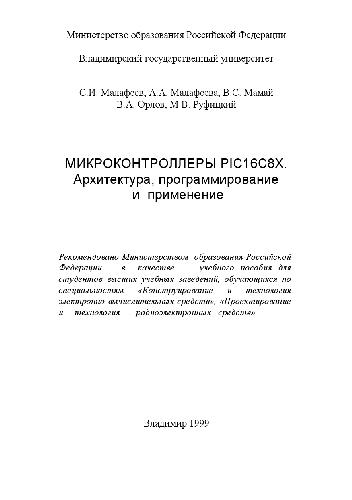 Министерство образования Российской Федерации
Владимирский государственный университет
С.И. Малафеев, А.А. Малафеева, В.С. Мамай
В.А. Орлов, М.В. Руфицкий
МИКРОКОНТРОЛЛЕРЫ PIC16C8X.
Архитектура, программирование
и применение
Рекомендовано Министерством образования Российской
Федерации в качестве учебного пособия для
студентов высших учебных заведений, обучающихся по
специальностям «Конструирование и технология
электронно-вычислительных средств», «Проектирование
и технология радиоэлектронных средств»
Владимир 1999